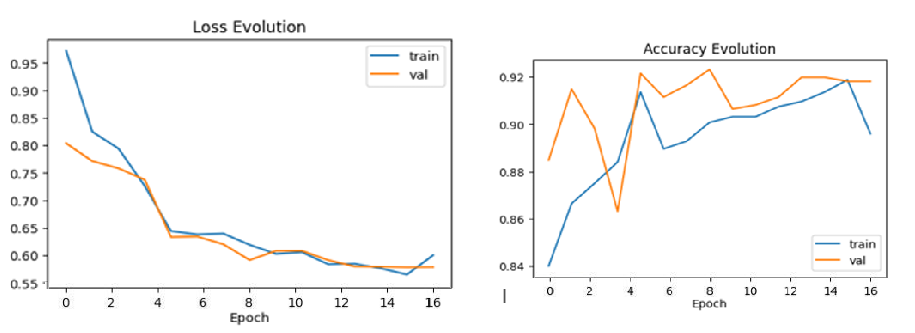 Loss Evolution
train
val
0.95
0.90
0.85
0.80
0.75
0.70
0.65
0.60
0.55
0 2 4 6 8 10 12 14 16
Epoch
Accuracy Evolution
0.92
0.90
0.88
0.86
0.84
train
val
0 2 4 6 8 10 12 14 16
Epoch